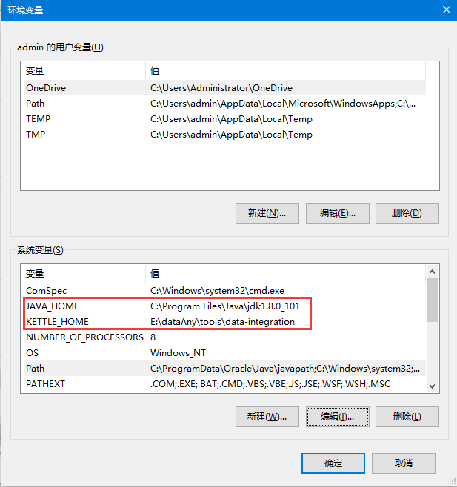 环境变量
admin 的用户变量(U)
变量 值
OneDrive C:\Users\Administrator\OneDrive
Path C:\Users\admin\AppData\Local\Microsoft\WindowsApps;C:\...
TEMP C:\Users\admin\AppData\Local\Temp
TMP C:\Users\admin\AppData\Local\Temp
新建(N)... 编辑(E)... 删除(D)
系统变量(S)
变量 值
ComSpec C:\Windows\system32\cmd.exe
JAVA_HOME C:\Program Files\Java\jdk1.8.0_101
KETTLE_HOME E:\dataAny\tools\data-integration
NUMBER_OF_PROCESSORS 8
OS Windows_NT
Path C:\ProgramData\Oracle\Java\javapath;C:\Windows\system32;...
PATHEXT .COM;.EXE;.BAT;.CMD;.VBS;.VBE;.JS;.JSE;.WSF;.WSH;.MSC
新建(W)... 编辑(I)... 删除(L)
确定 取消